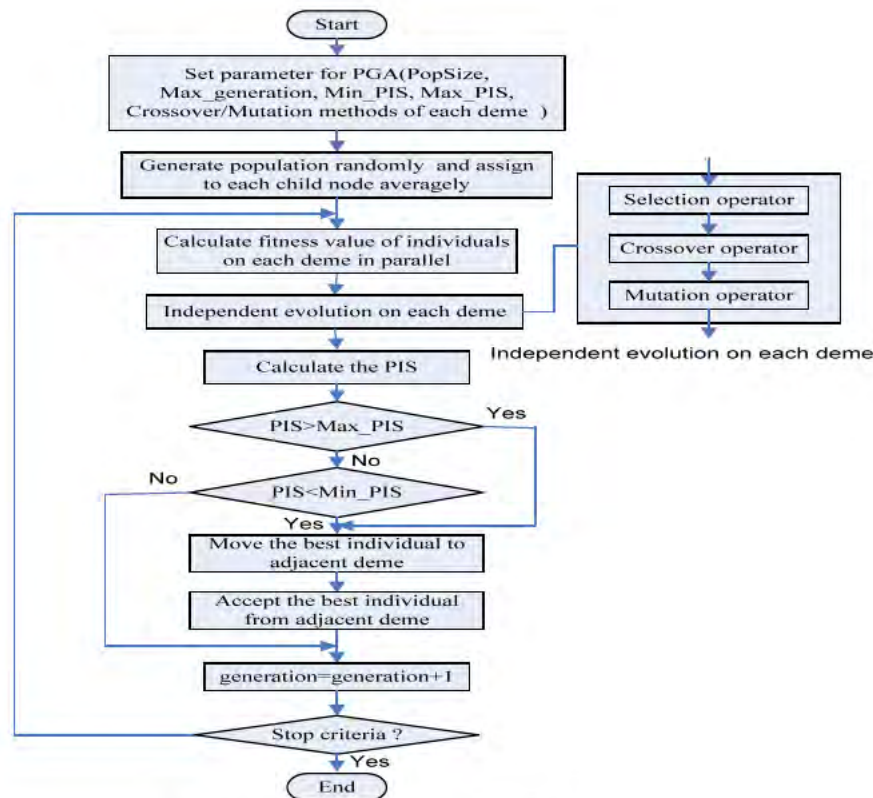 Start
Set parameter for PGA(PopSize,
Max_generation, Min_PIS, Max_PIS,
Crossover/Mutation methods of each deme )
Generate population randomly and assign
to each child node averagely
Calculate fitness value of individuals
on each deme in parallel
Independent evolution on each deme
Selection operator
Crossover operator
Mutation operator
Independent evolution on each deme
Calculate the PIS
PIS>Max_PIS
Yes
No
PIS<Min_PIS
No
Yes
Move the best individual to
adjacent deme
Accept the best individual
from adjacent deme
generation=generation+1
Stop criteria ?
Yes
End